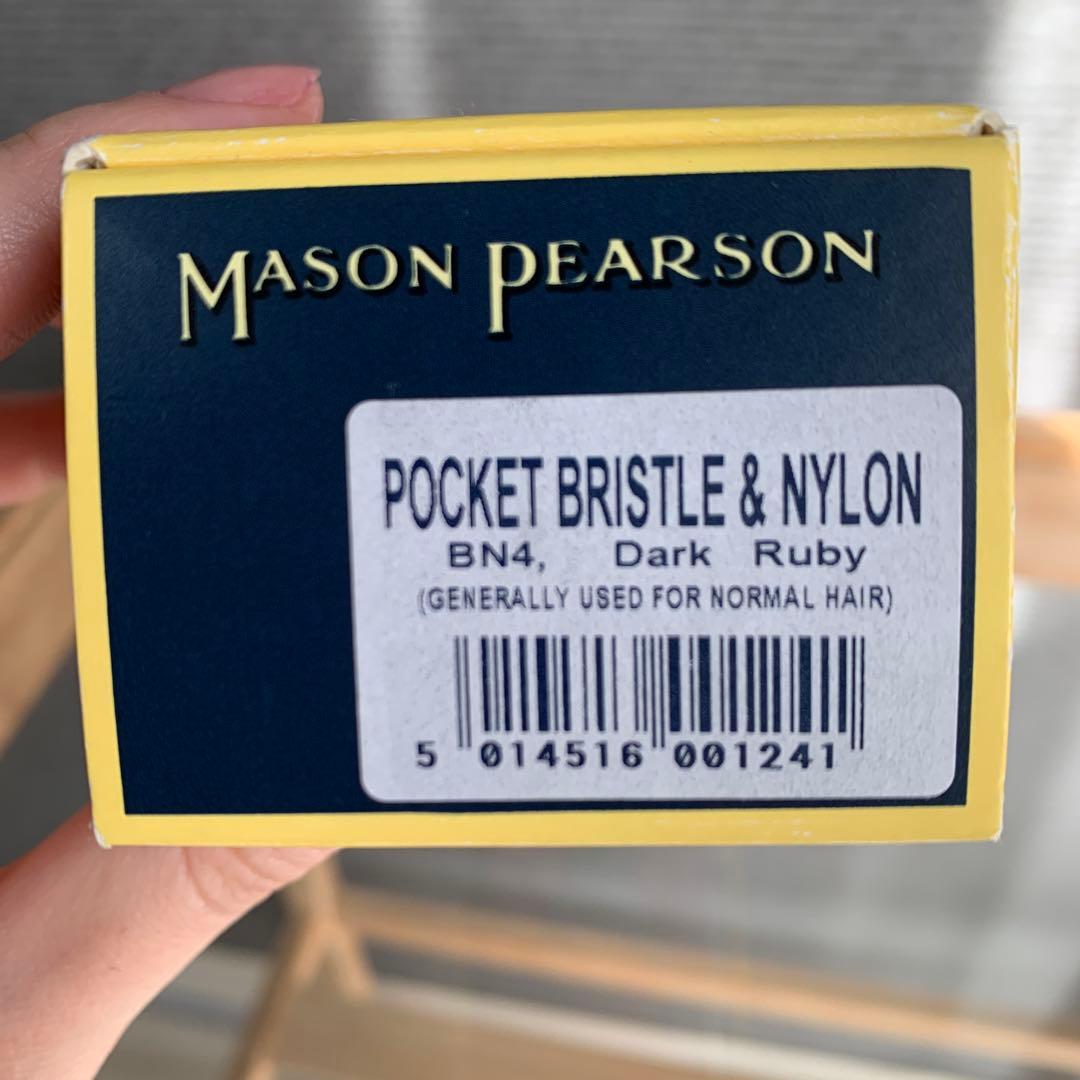 MASON PEARSON
POCKET BRISTLE & NYLON
BN4, Dark Ruby
(GENERALLY USED FOR NORMAL HAIR)
5 014516 001241